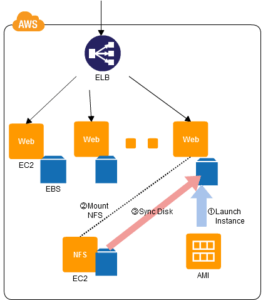 AWS
ELB
Web
Web
Web
EC2
EBS
②Mount
NFS
③Sync Disk
①Launch
Instance
NFS
EC2
AMI